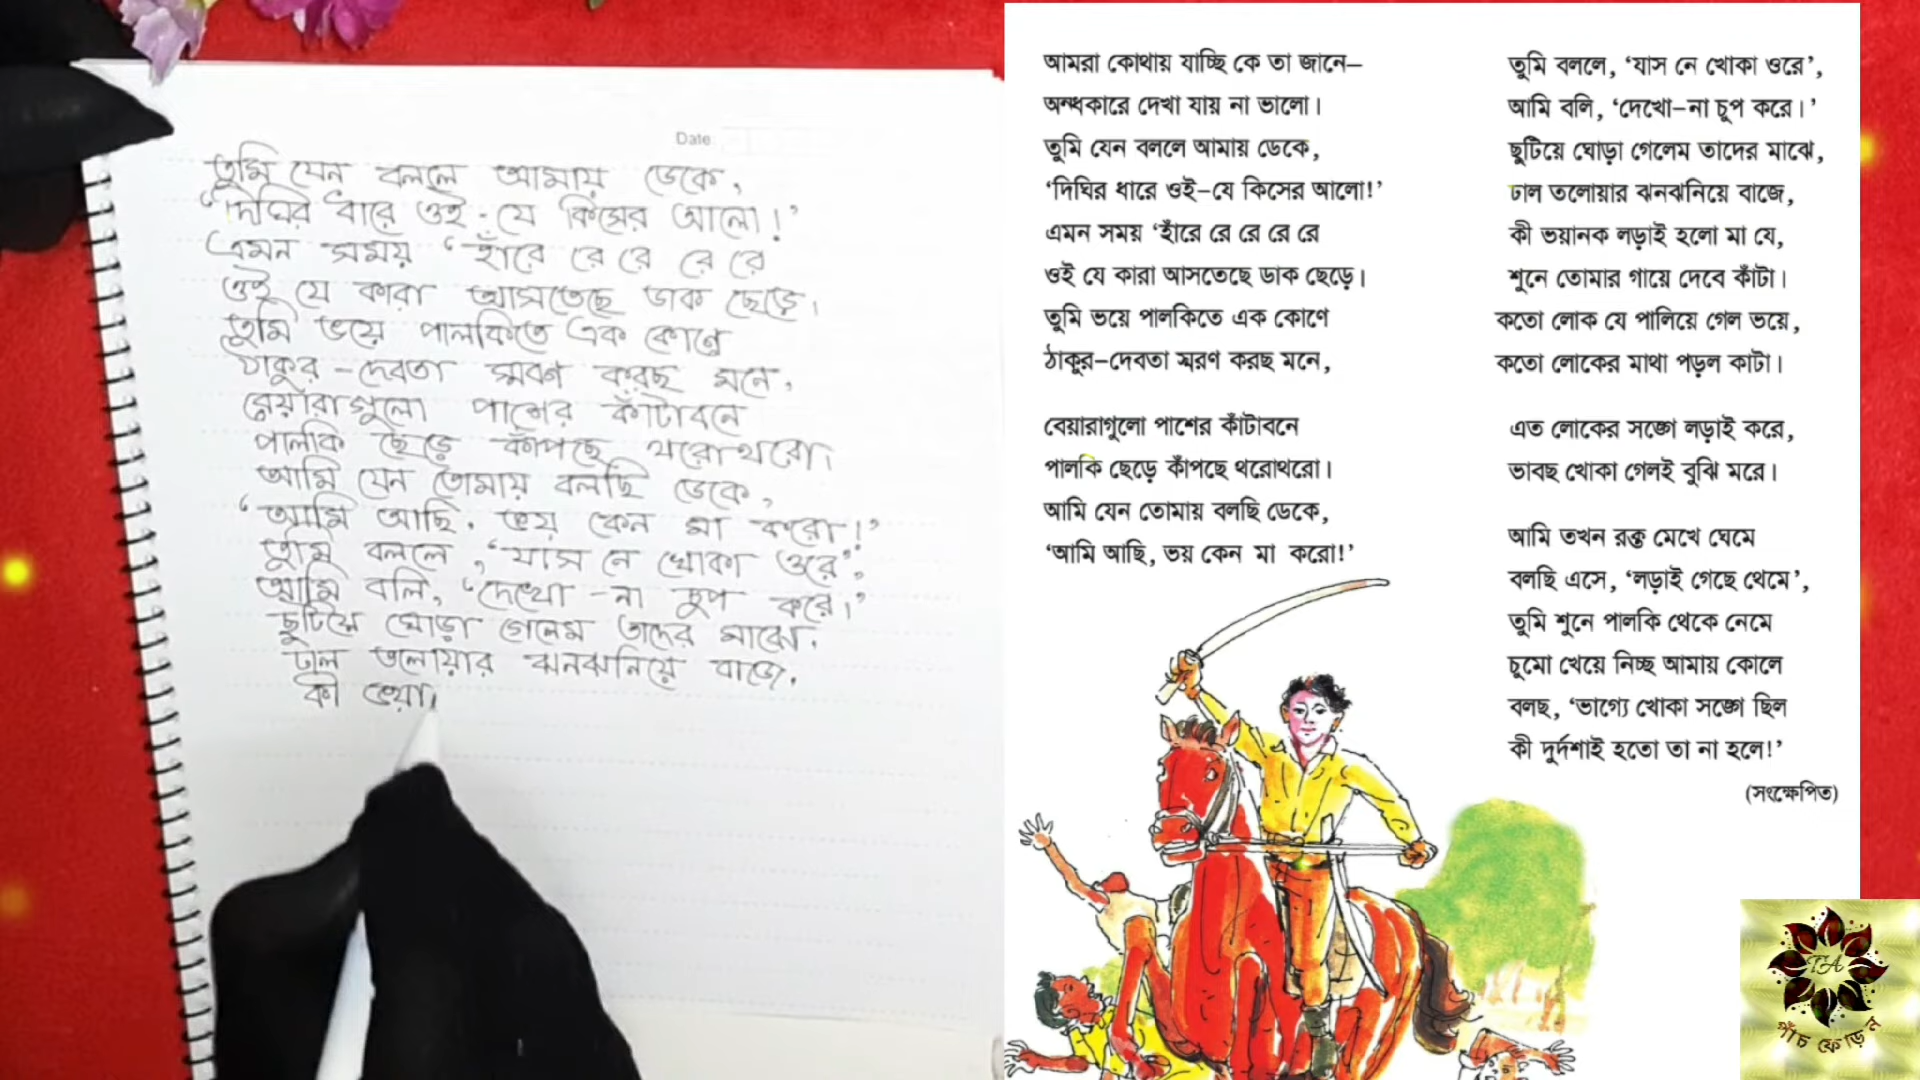 Date
তুমি যেন বললে আমায় ডেকে,
‘দিঘির ধারে ওই-যে কিসের আলো!’
এমন সময় ‘হাঁরে রে রে রে রে
ওই যে কারা আসতেছে ডাক ছেড়ে।
তুমি ভয়ে পালকিতে এক কোণে
ঠাকুর-দেবতা স্মরণ করছ মনে,
বেয়ারাগুলো পাশের কাঁটাবনে
পালকি ছেড়ে কাঁপছে থরোথরো।
আমি যেন তোমায় বলছি ডেকে,
‘আমি আছি, ভয় কেন মা করো!’
তুমি বললে, ‘যাস নে খোকা ওরে’,
আমি বলি, ‘দেখো-না চুপ করে।’
ছুটিয়ে ঘোড়া গেলেম তাদের মাঝে,
ঢাল তলোয়ার ঝনঝনিয়ে বাজে,
কী ভয়া
আমরা কোথায় যাচ্ছি কে তা জানে–
অন্ধকারে দেখা যায় না ভালো।
তুমি যেন বললে আমায় ডেকে,
‘দিঘির ধারে ওই–যে কিসের আলো!’
এমন সময় ‘হাঁরে রে রে রে রে
ওই যে কারা আসতেছে ডাক ছেড়ে।
তুমি ভয়ে পালকিতে এক কোণে
ঠাকুর–দেবতা স্মরণ করছ মনে,
বেয়ারাগুলো পাশের কাঁটাবনে
পালকি ছেড়ে কাঁপছে থরোথরো।
আমি যেন তোমায় বলছি ডেকে,
‘আমি আছি, ভয় কেন মা করো!’
তুমি বললে, ‘যাস নে খোকা ওরে’,
আমি বলি, ‘দেখো–না চুপ করে।’
ছুটিয়ে ঘোড়া গেলেম তাদের মাঝে,
ঢাল তলোয়ার ঝনঝনিয়ে বাজে,
কী ভয়ানক লড়াই হলো মা যে,
শুনে তোমার গায়ে দেবে কাঁটা।
কতো লোক যে পালিয়ে গেল ভয়ে,
কতো লোকের মাথা পড়ল কাটা।
এত লোকের সঙ্গে লড়াই করে,
ভাবছ খোকা গেলই বুঝি মরে।
আমি তখন রক্ত মেখে ঘেমে
বলছি এসে, ‘লড়াই গেছে থেমে’,
তুমি শুনে পালকি থেকে নেমে
চুমো খেয়ে নিচ্ছ আমায় কোলে
বলছ, ‘ভাগ্যে খোকা সঙ্গে ছিল
কী দুর্দশাই হতো তা না হলে!’
(সংক্ষেপিত)
TA
পাঁচ ফোড়ন